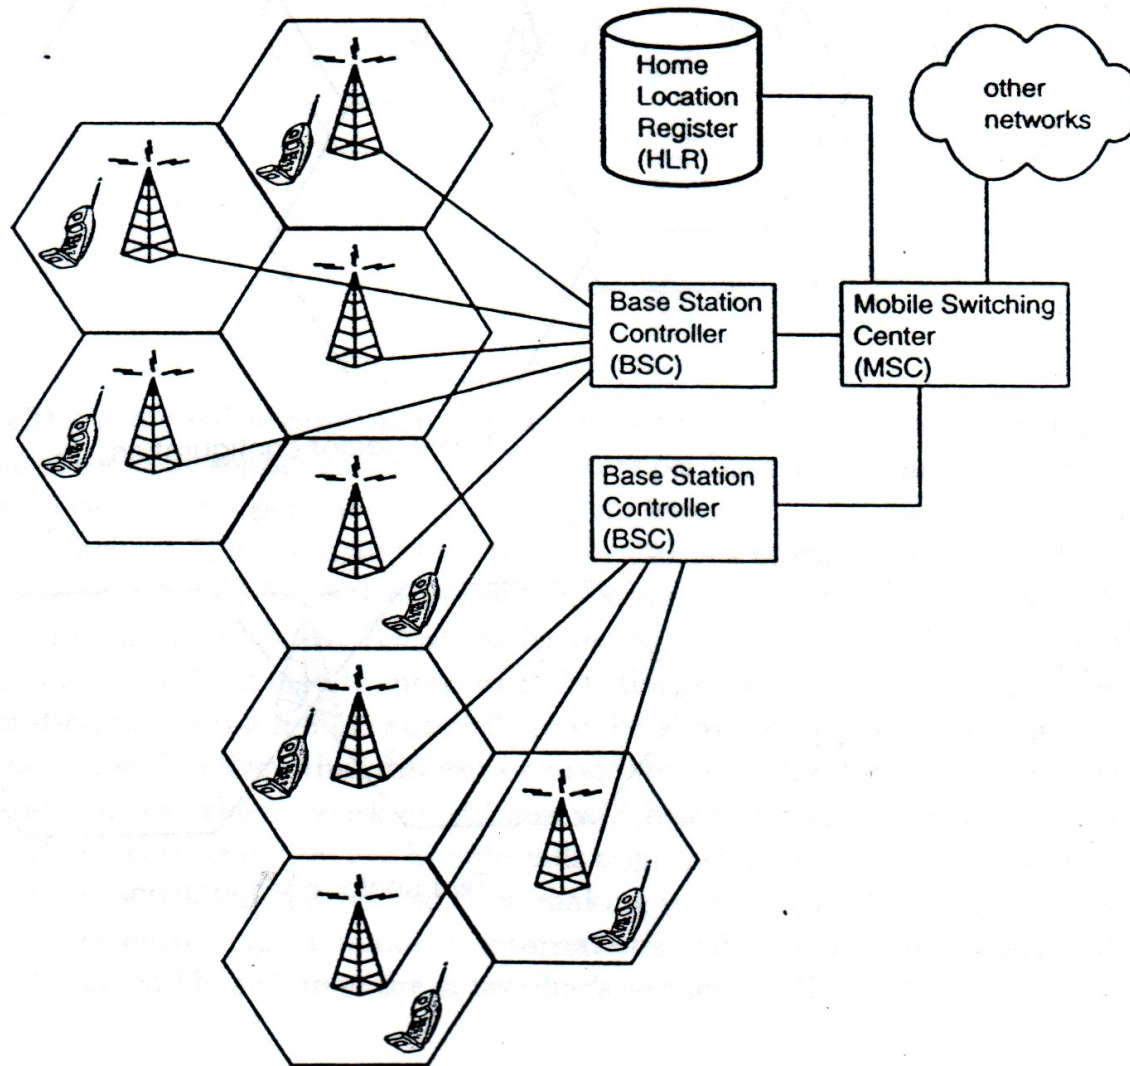 Home
Location
Register
(HLR)
other
networks
Base Station
Controller
(BSC)
Mobile Switching
Center
(MSC)
Base Station
Controller
(BSC)